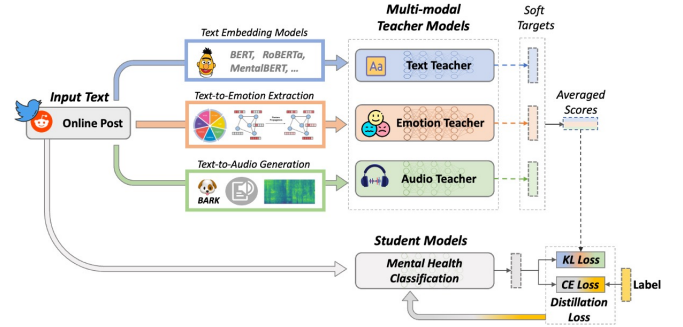 Multi-modal
Teacher Models
Soft
Targets
Text Embedding Models
BERT, RoBERTa,
MentalBERT, ...
Aa
Text Teacher
Input Text
Online Post
Text-to-Emotion Extraction
Emotion Teacher
Averaged
Scores
Text-to-Audio Generation
BARK
Audio Teacher
Student Models
Mental Health
Classification
KL Loss
CE Loss
Label
Distillation
Loss